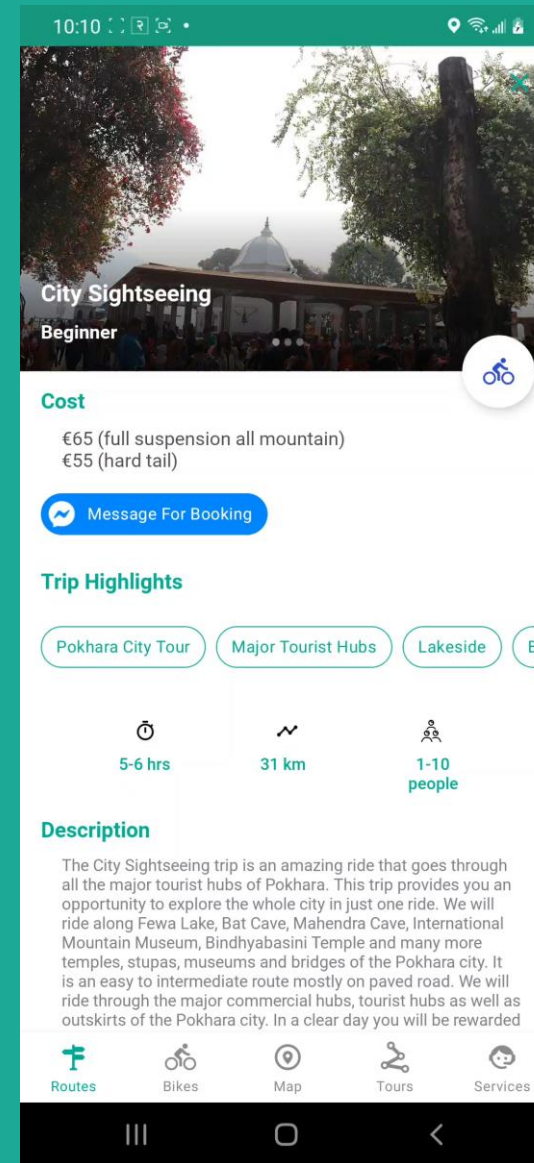 10:10
City Sightseeing
Beginner
Cost
€65 (full suspension all mountain)
€55 (hard tail)
Message For Booking
Trip Highlights
Pokhara City Tour
Major Tourist Hubs
Lakeside
5-6 hrs
31 km
1-10
people
Description
The City Sightseeing trip is an amazing ride that goes through
all the major tourist hubs of Pokhara. This trip provides you an
opportunity to explore the whole city in just one ride. We will
ride along Fewa Lake, Bat Cave, Mahendra Cave, International
Mountain Museum, Bindhyabasini Temple and many more
temples, stupas, museums and bridges of the Pokhara city. It
is an easy to intermediate route mostly on paved road. We will
ride through the major commercial hubs, tourist hubs as well as
outskirts of the Pokhara city. In a clear day you will be rewarded
Routes
Bikes
Map
Tours
Services